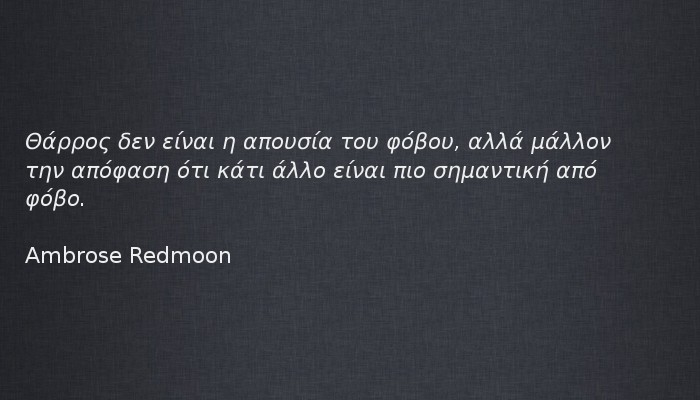 Θάρρος δεν είναι η απουσία του φόβου, αλλά μάλλον
την απόφαση ότι κάτι άλλο είναι πιο σημαντική από
φόβο.
Ambrose Redmoon